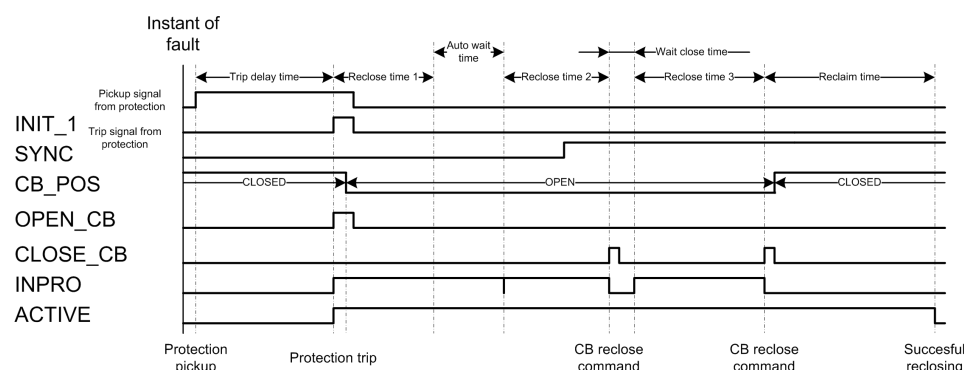 Instant of
fault
Auto wait
time
Wait close time
Trip delay time
Reclose time 1
Reclose time 2
Reclose time 3
Reclaim time
Pickup signal
from protection
INIT_1
Trip signal from
protection
SYNC
CB_POS
CLOSED
OPEN
CLOSED
OPEN_CB
CLOSE_CB
INPRO
ACTIVE
Protection
pickup
Protection trip
CB reclose
command
CB reclose
command
Succesful
reclosing